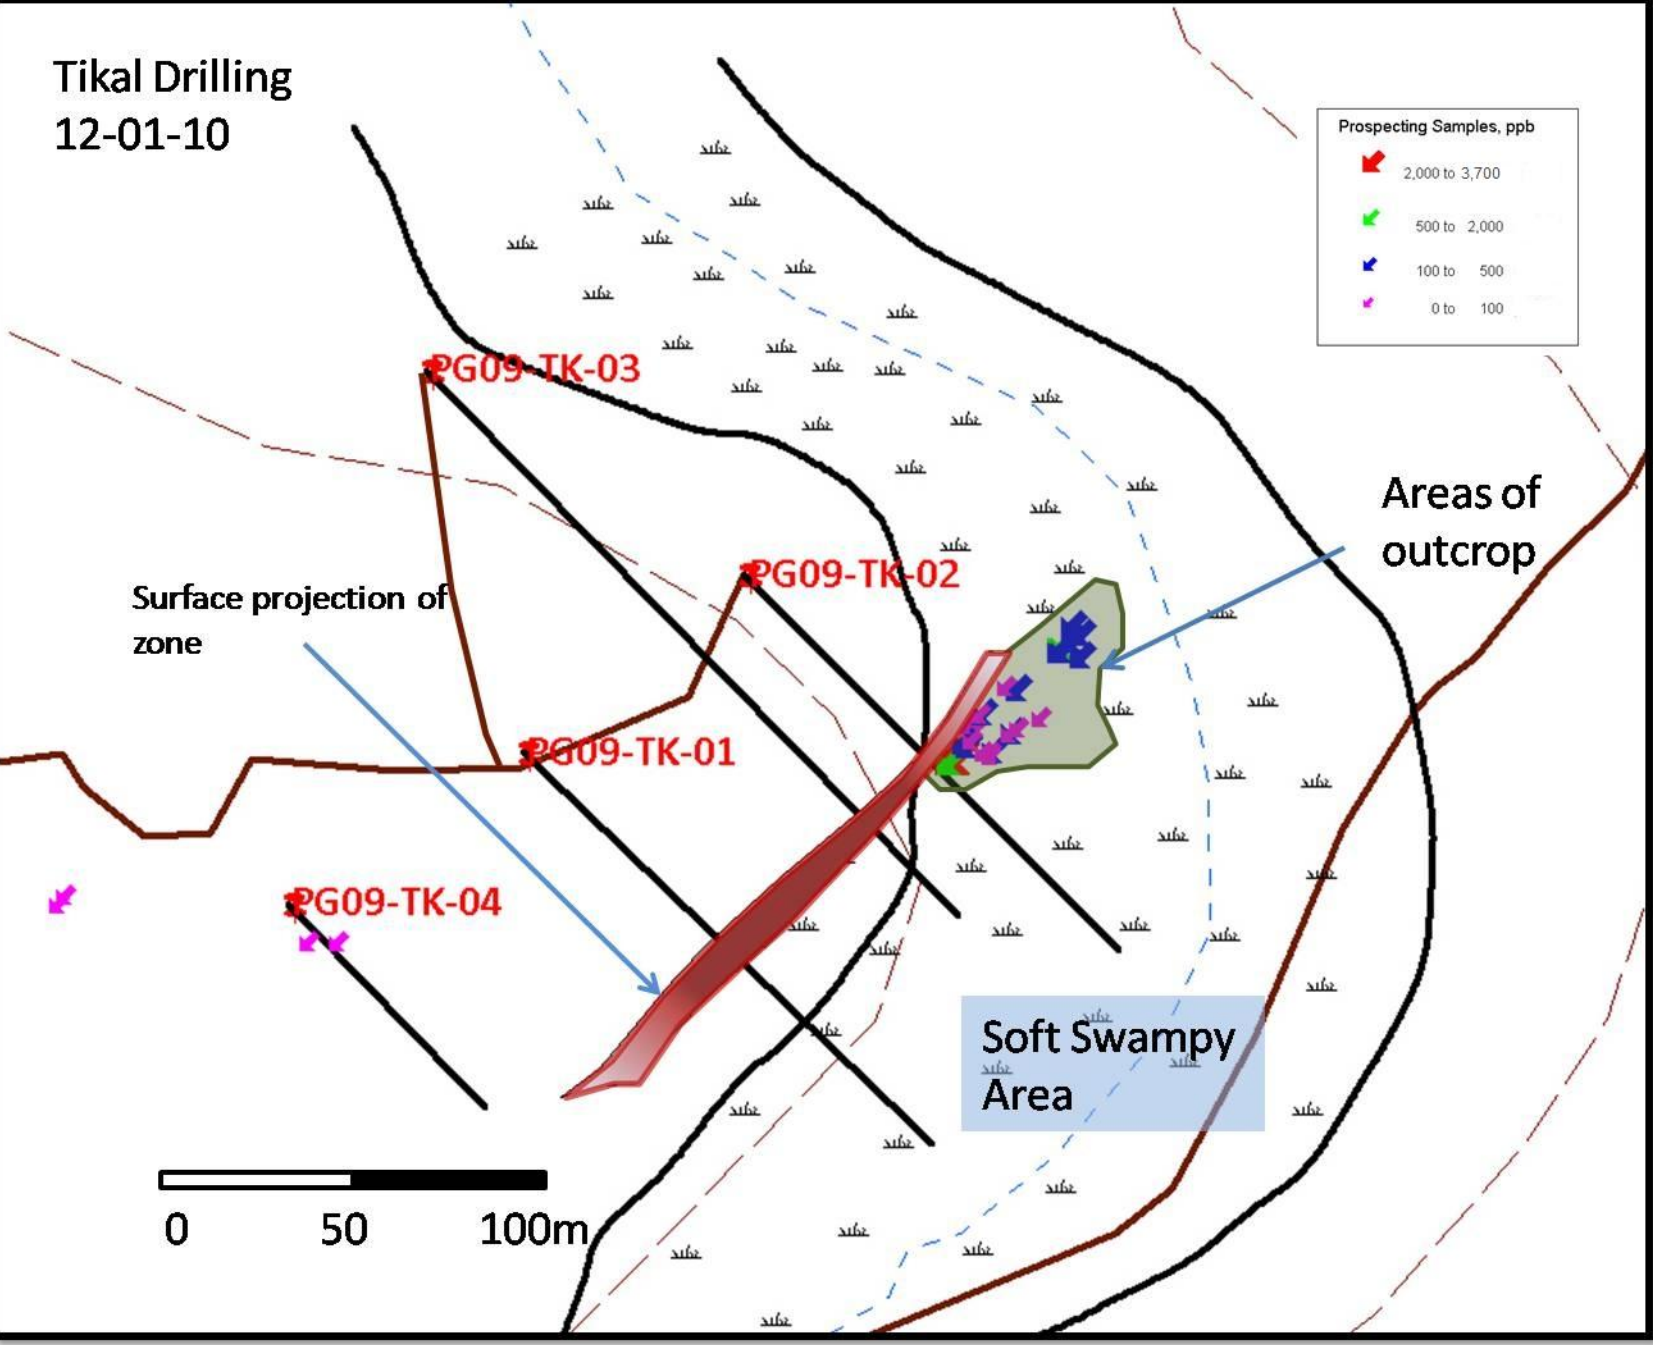 Tikal Drilling
12-01-10
Prospecting Samples, ppb
2,000 to 3,700
500 to 2,000
100 to 500
0 to 100
PG09-TK-03
Areas of
outcrop
PG09-TK-02
Surface projection of
zone
PG09-TK-01
PG09-TK-04
Soft Swampy
Area
0 50 100m